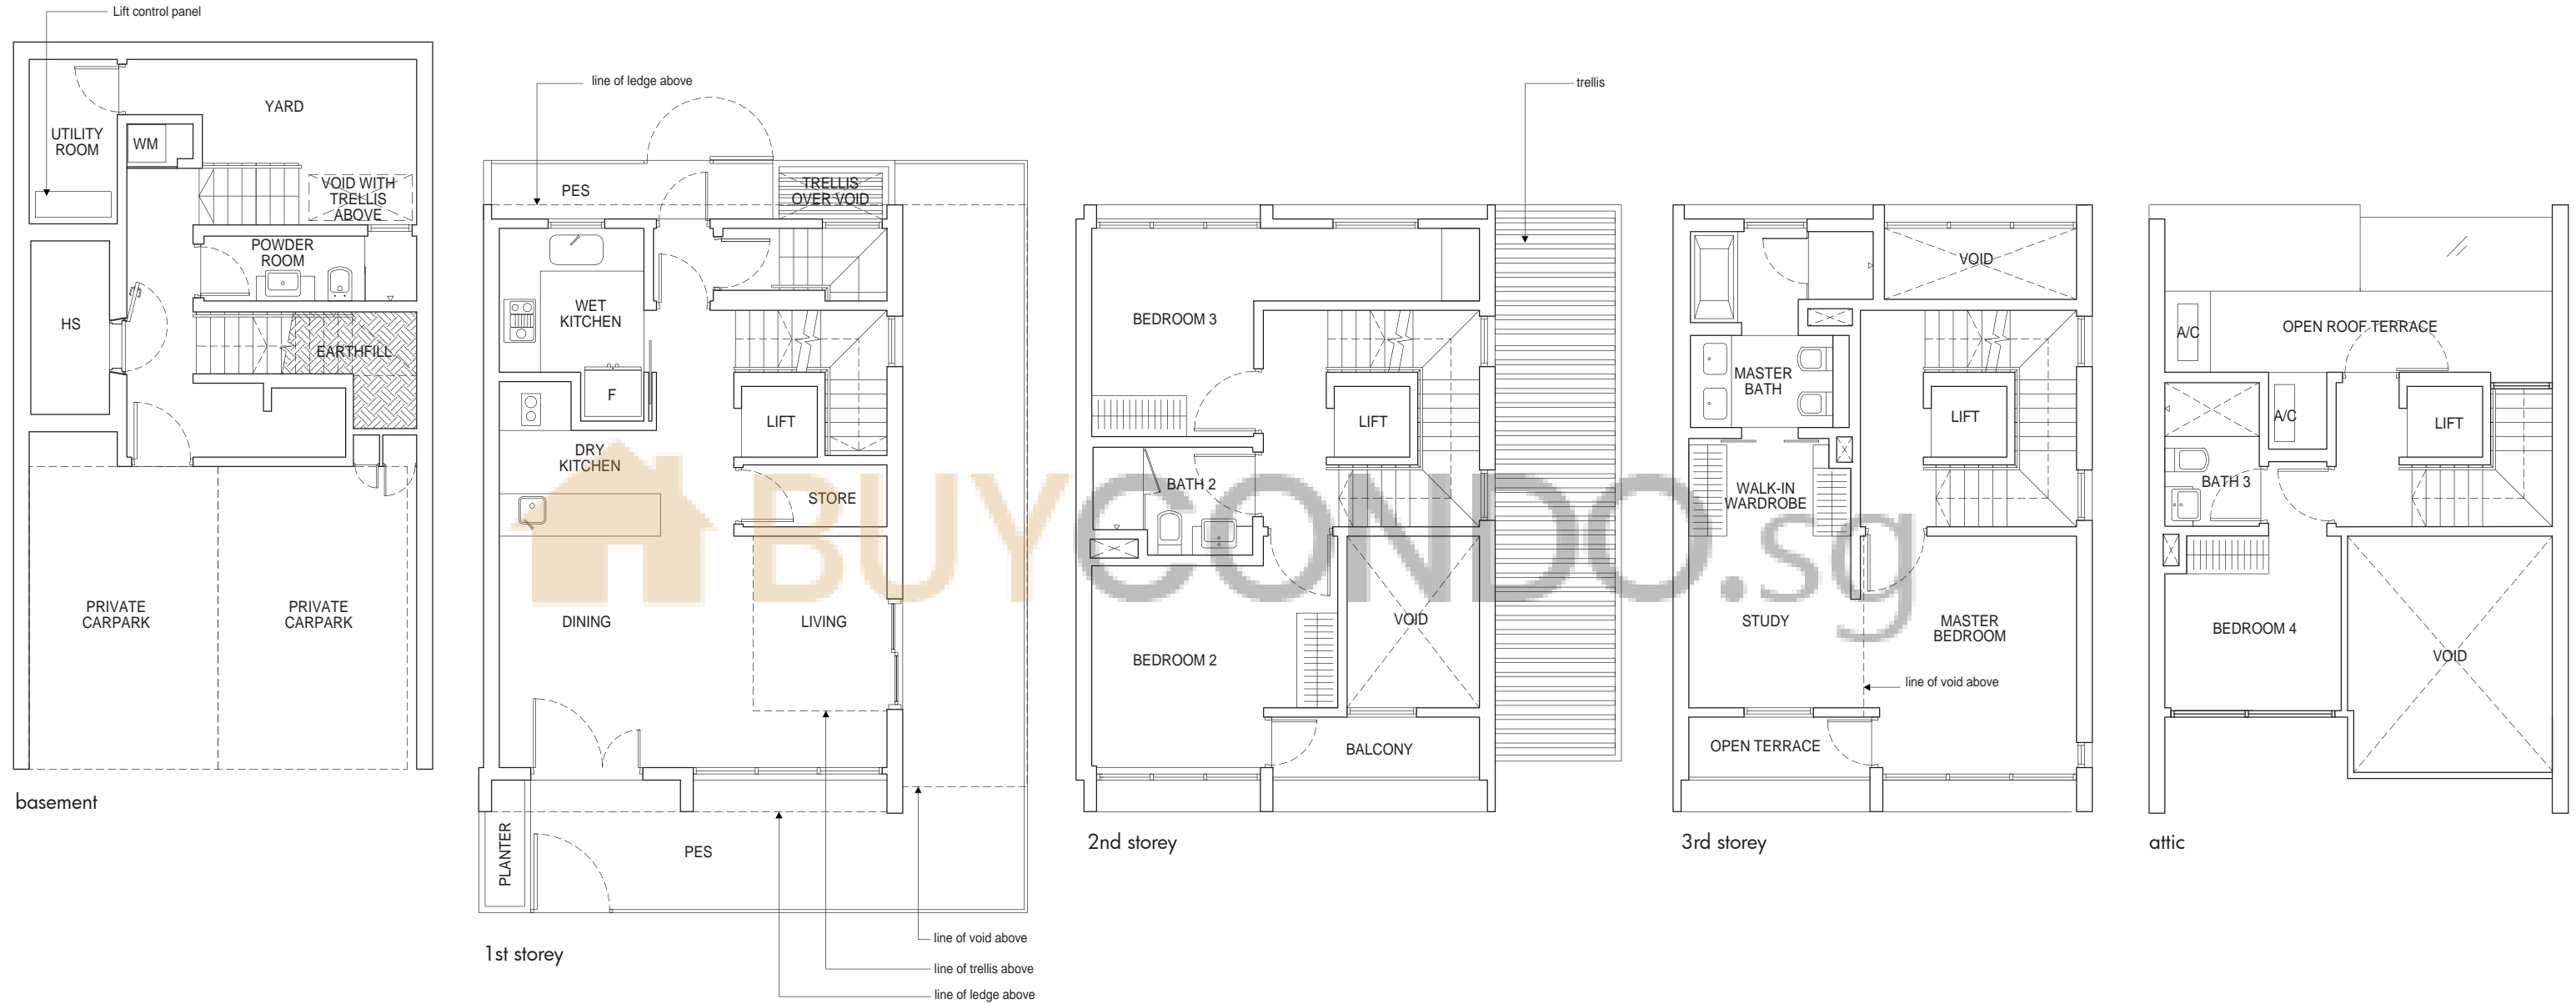 Lift control panel
YARD
UTILITY
ROOM
WM
VOID WITH
TRELLIS
ABOVE
POWDER
ROOM
HS
EARTHFILL
PRIVATE
CARPARK
PRIVATE
CARPARK
basement
line of ledge above
PES
TRELLIS
OVER VOID
WET
KITCHEN
F
LIFT
DRY
KITCHEN
STORE
DINING
LIVING
PLANTER
PES
line of void above
line of trellis above
line of ledge above
1st storey
trellis
BEDROOM 3
LIFT
BATH 2
VOID
BEDROOM 2
BALCONY
2nd storey
VOID
MASTER
BATH
LIFT
WALK-IN
WARDROBE
STUDY
MASTER
BEDROOM
line of void above
OPEN TERRACE
3rd storey
A/C
OPEN ROOF TERRACE
A/C
LIFT
BATH 3
BEDROOM 4
VOID
attic
BUYCONDO.sg